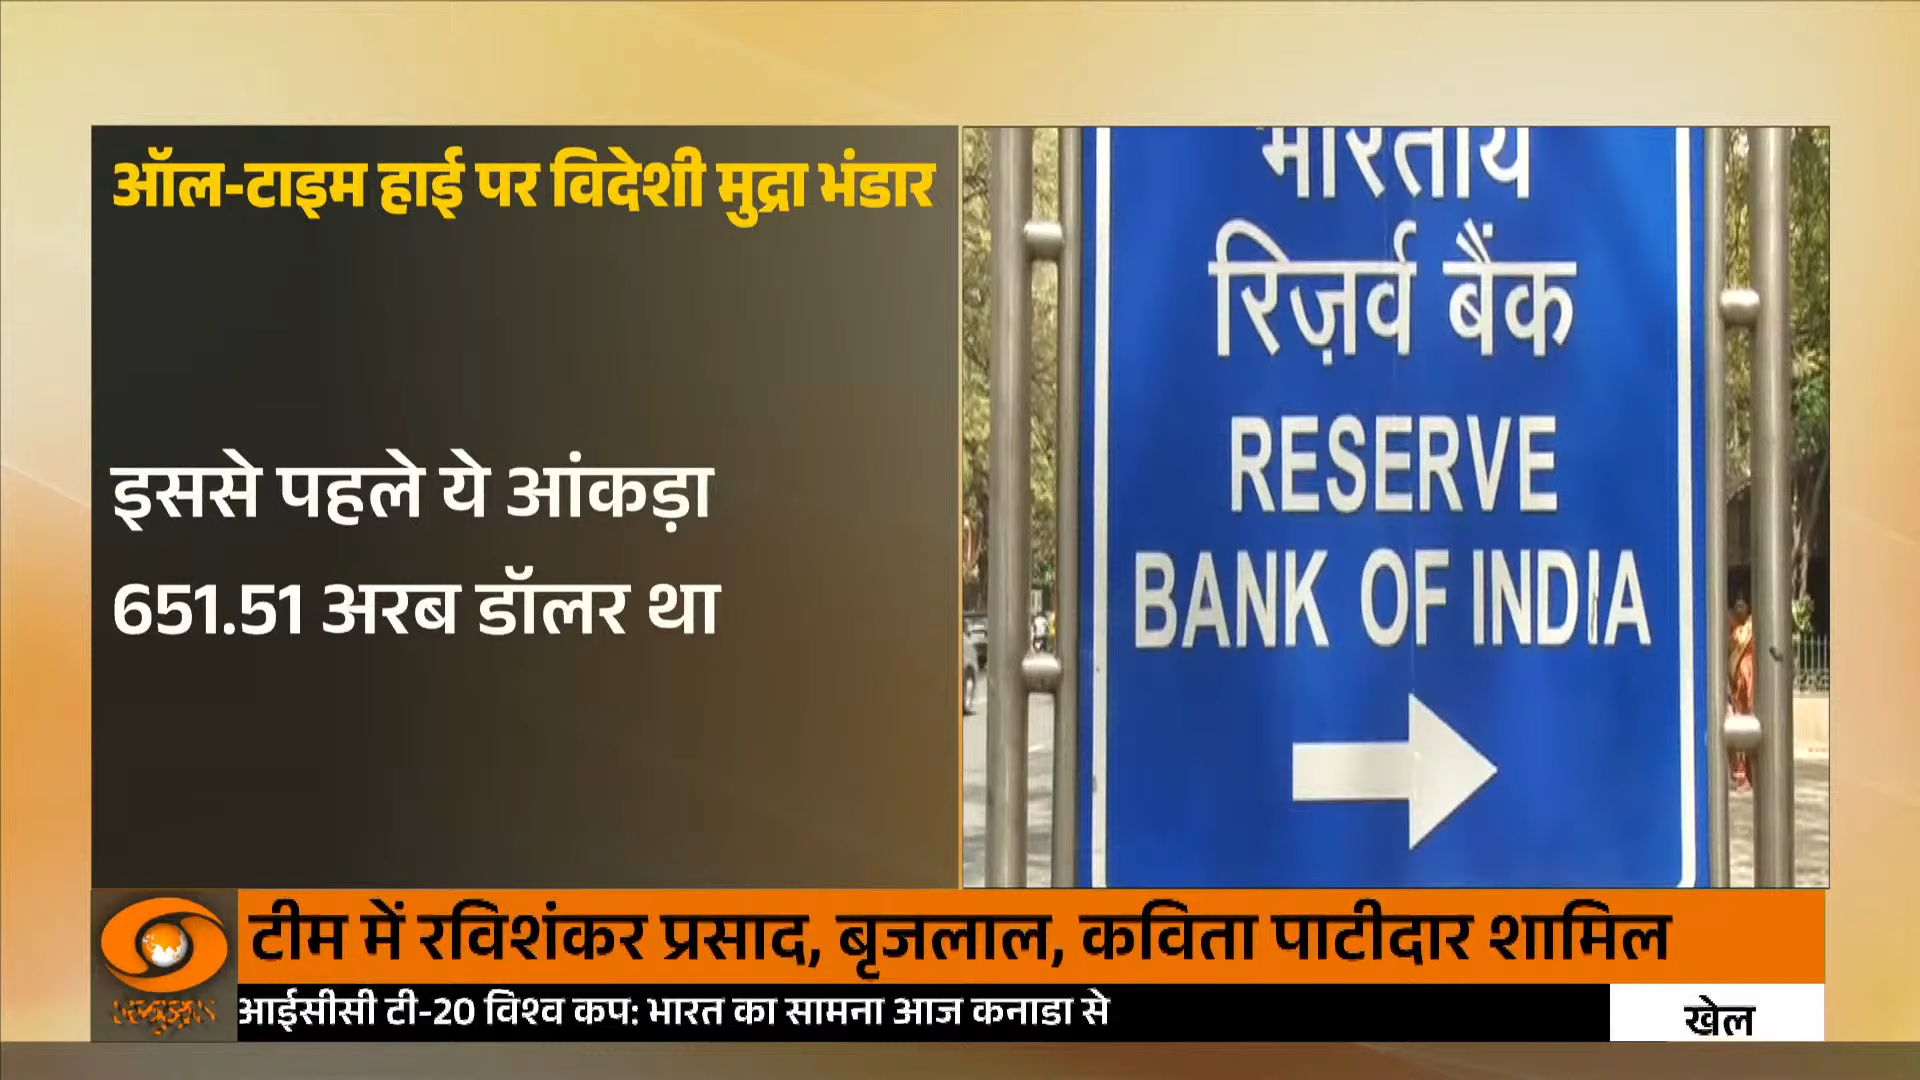 ऑल-टाइम हाई पर विदेशी मुद्रा भंडार
इससे पहले ये आंकड़ा
651.51 अरब डॉलर था
भारतीय
रिज़र्व बैंक
RESERVE
BANK OF INDIA
टीम में रविशंकर प्रसाद, बृजलाल, कविता पाटीदार शामिल
आईसीसी टी-20 विश्व कप: भारत का सामना आज कनाडा से
खेल